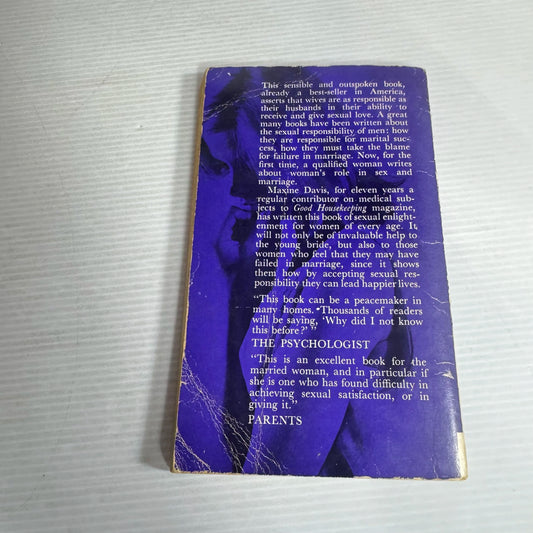 This sensible and outspoken book,
already a best-seller in America,
asserts that wives are as responsible as
their husbands in their ability to
receive and give sexual love. A great
many books have been written about
the sexual responsibility of men: how
they are responsible for marital suc-
cess, how they must take the blame
for failure in marriage. Now, for the
first time, a qualified woman writes
about woman's role in sex and
marriage.
Maxine Davis, for eleven years a
regular contributor on medical sub-
jects to Good Housekeeping magazine,
has written this book of sexual enlight-
enment for women of every age. It
will not only be of invaluable help to
the young bride, but also to those
women who feel that they may have
failed in marriage, since it shows
them how by accepting sexual res-
ponsibility they can lead happier lives.
"This book can be a peacemaker in
many homes. Thousands of readers
will be saying, 'Why did I not know
this before?' "
THE PSYCHOLOGIST
"This is an excellent book for the
married woman, and in particular if
she is one who has found difficulty in
achieving sexual satisfaction, or in
giving it."
PARENTS